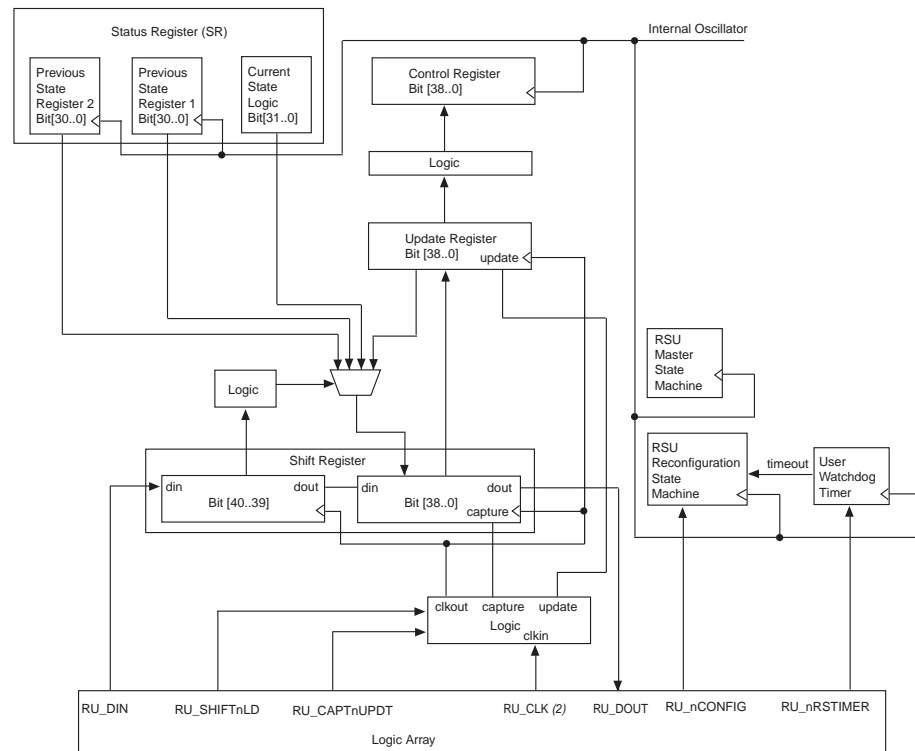 Status Register (SR)
Internal Oscillator
Previous
State
Register 2
Bit[30..0]
Previous
State
Register 1
Bit[30..0]
Current
State
Logic
Bit[31..0]
Control Register
Bit [38..0]
Logic
Update Register
Bit [38..0]
update
RSU
Master
State
Machine
Logic
RSU
Reconfiguration
State
Machine
timeout
User
Watchdog
Timer
Shift Register
din
dout
Bit [40..39]
din
dout
Bit [38..0]
capture
clkout
capture
update
Logic
clkin
RU_DIN
RU_SHIFTnLD
RU_CAPTnUPDT
RU_CLK (2)
RU_DOUT
RU_nCONFIG
RU_nRSTIMER
Logic Array